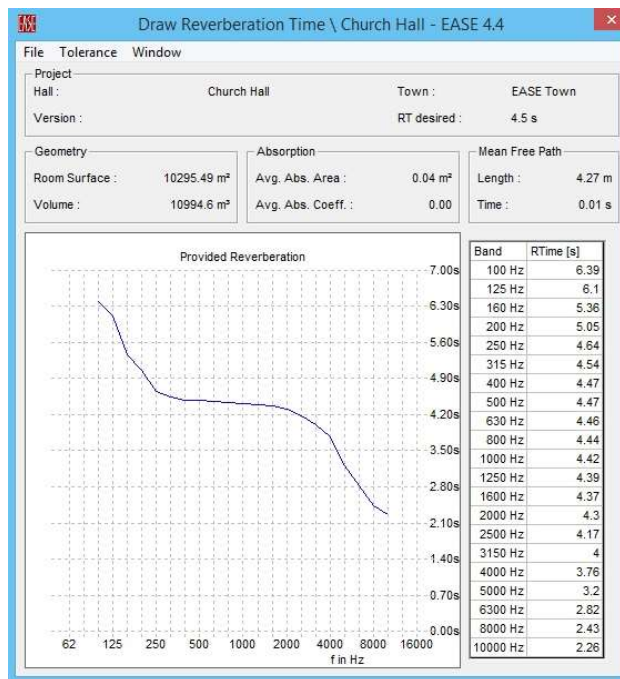 EASE Draw Reverberation Time \ Church Hall - EASE 4.4 ×
File Tolerance Window
Project
Hall : Church Hall Town : EASE Town
Version : RT desired : 4.5 s
Geometry Absorption Mean Free Path
Room Surface : 10295.49 m² Avg. Abs. Area : 0.04 m² Length : 4.27 m
Volume : 10994.6 m³ Avg. Abs. Coeff. : 0.00 Time : 0.01 s
Provided Reverberation
7.00s
6.30s
5.60s
4.90s
4.20s
3.50s
2.80s
2.10s
1.40s
0.70s
0.00s
62 125 250 500 1000 2000 4000 8000 16000
f in Hz
Band RTime [s]
100 Hz 6.39
125 Hz 6.1
160 Hz 5.36
200 Hz 5.05
250 Hz 4.64
315 Hz 4.54
400 Hz 4.47
500 Hz 4.47
630 Hz 4.46
800 Hz 4.44
1000 Hz 4.42
1250 Hz 4.39
1600 Hz 4.37
2000 Hz 4.3
2500 Hz 4.17
3150 Hz 4
4000 Hz 3.76
5000 Hz 3.2
6300 Hz 2.82
8000 Hz 2.43
10000 Hz 2.26